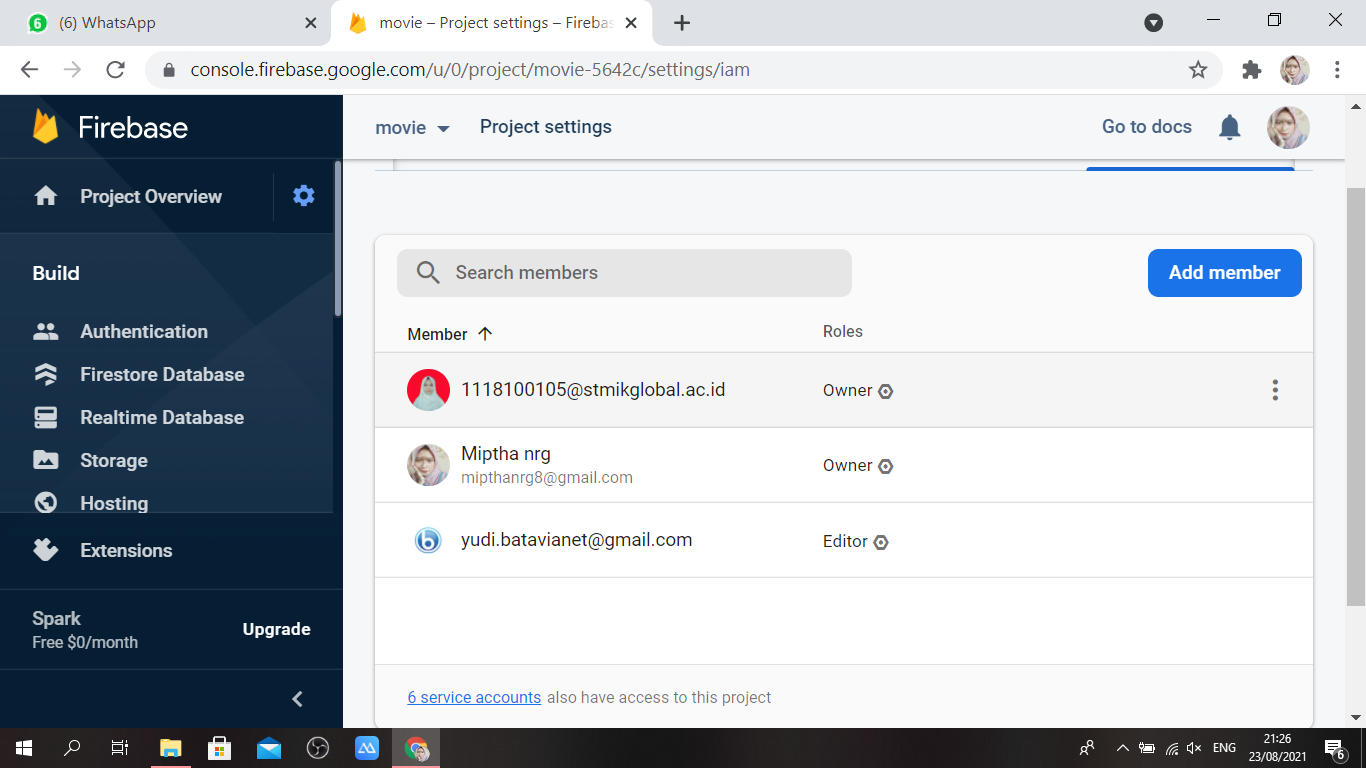 6 (6) WhatsApp
movie – Project settings – Firebas
console.firebase.google.com/u/0/project/movie-5642c/settings/iam
Firebase
movie
Project settings
Go to docs
Project Overview
Build
Authentication
Firestore Database
Realtime Database
Storage
Hosting
Extensions
Spark
Free $0/month
Upgrade
Search members
Add member
Member
Roles
1118100105@stmikglobal.ac.id
Owner
Miptha nrg
mipthanrg8@gmail.com
Owner
yudi.batavianet@gmail.com
Editor
6 service accounts also have access to this project
ENG
21:26
23/08/2021
6